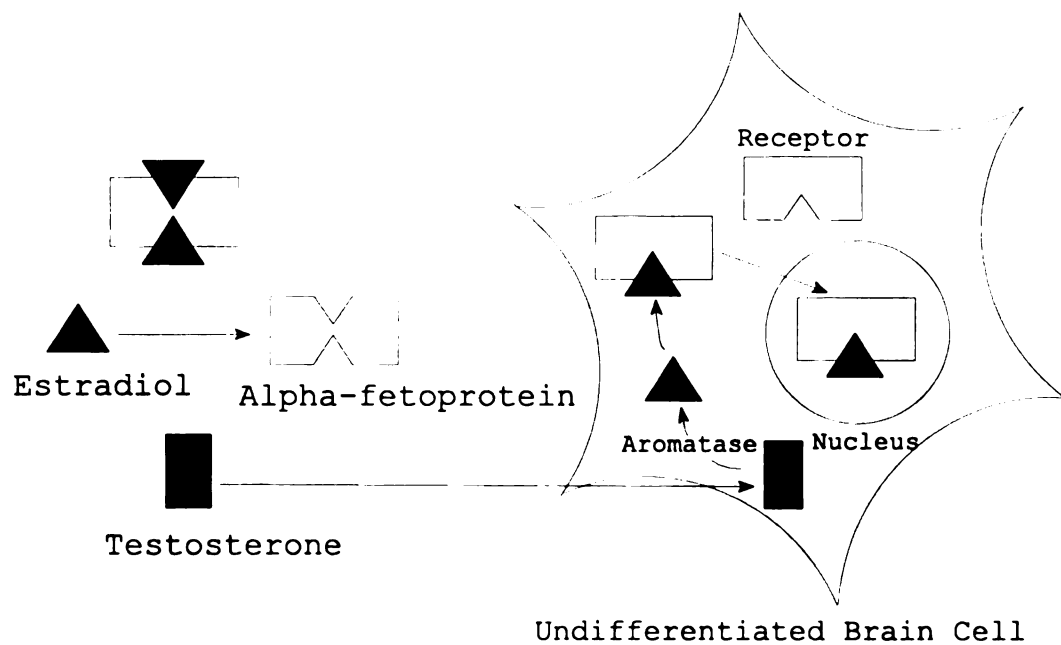 Receptor
Estradiol
Alpha-fetoprotein
Aromatase
Nucleus
Testosterone
Undifferentiated Brain Cell